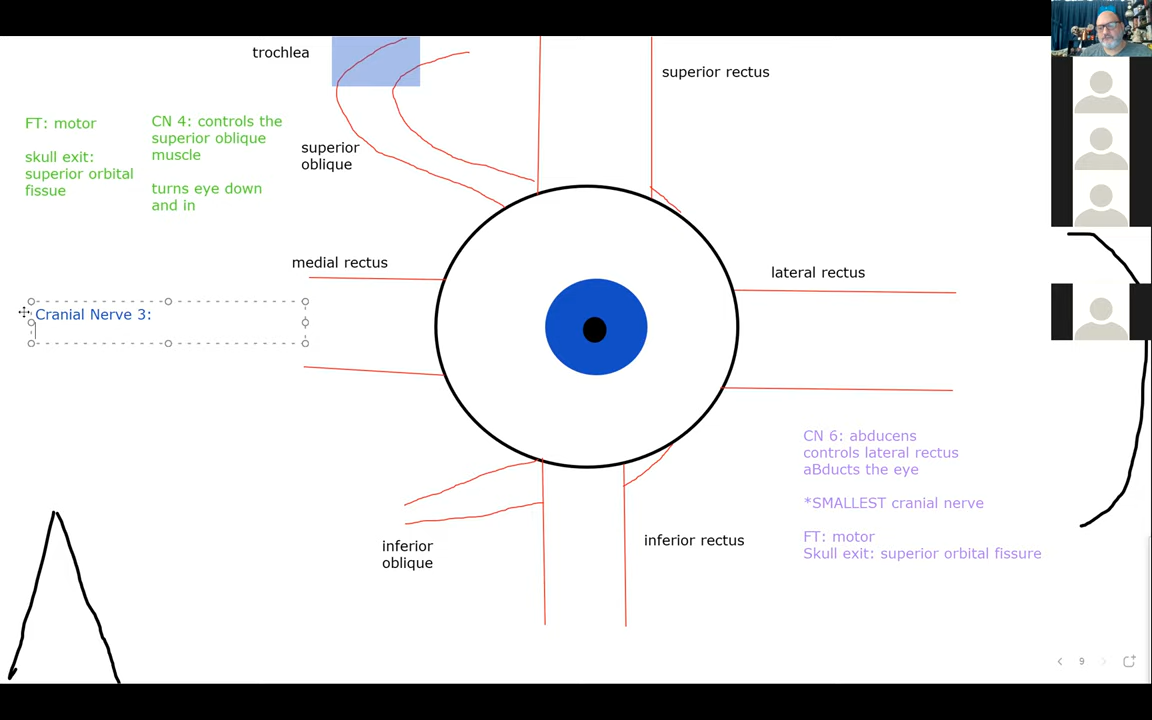 trochlea
superior rectus
FT: motor
skull exit:
superior orbital
fissue
CN 4: controls the
superior oblique
muscle
turns eye down
and in
superior
oblique
medial rectus
lateral rectus
Cranial Nerve 3:
CN 6: abducens
controls lateral rectus
aBducts the eye
*SMALLEST cranial nerve
FT: motor
Skull exit: superior orbital fissure
inferior
oblique
inferior rectus
9